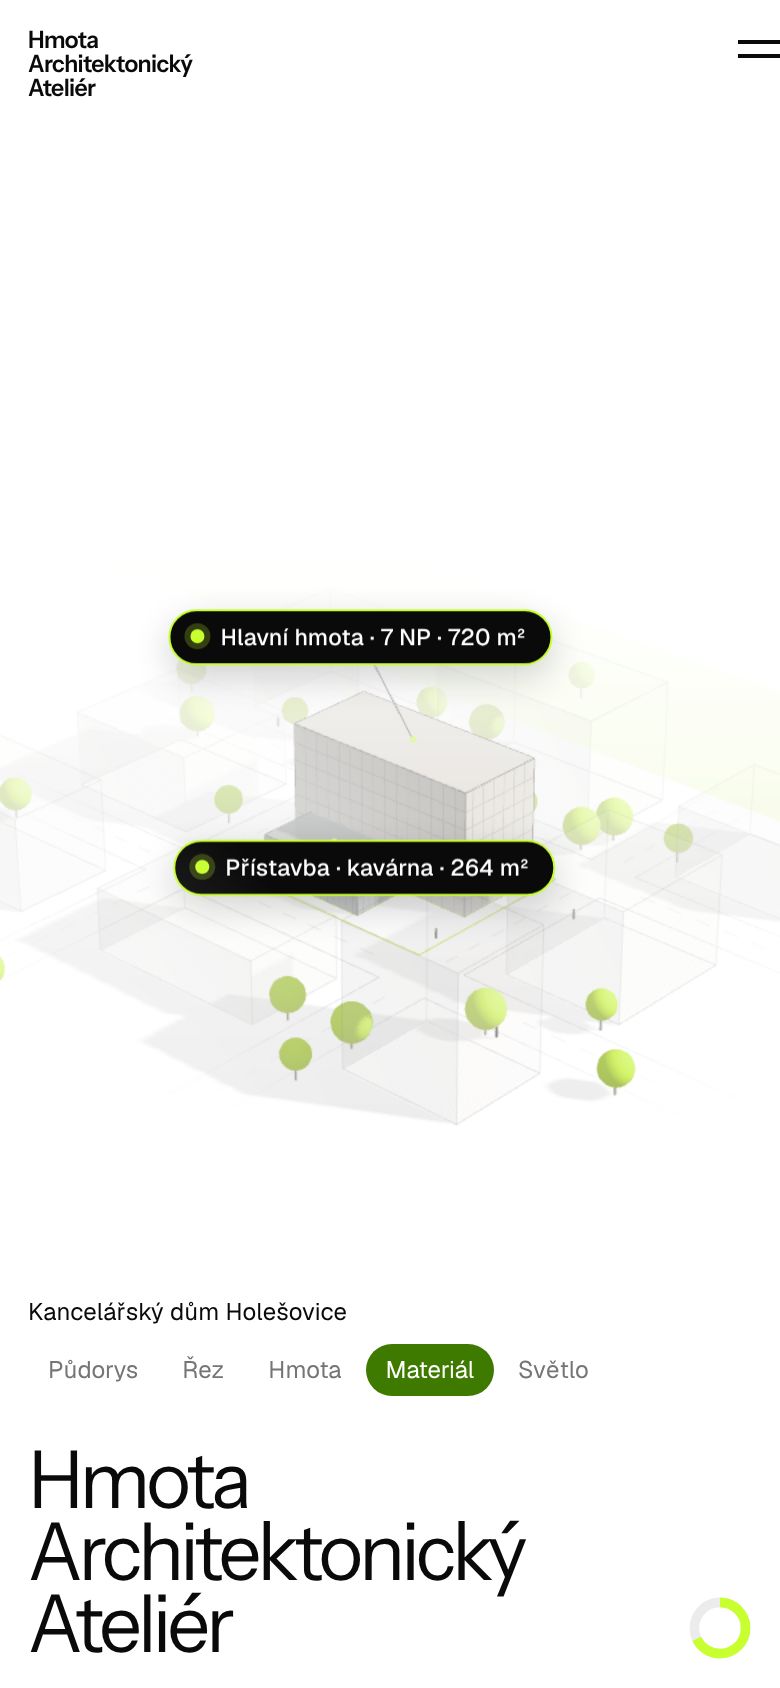 Hmota
Architektonický
Ateliér
Hlavní hmota · 7 NP · 720 m²
Přístavba · kavárna · 264 m²
Kancelářský dům Holešovice
Půdorys Řez Hmota Materiál Světlo
Hmota
Architektonický
Ateliér